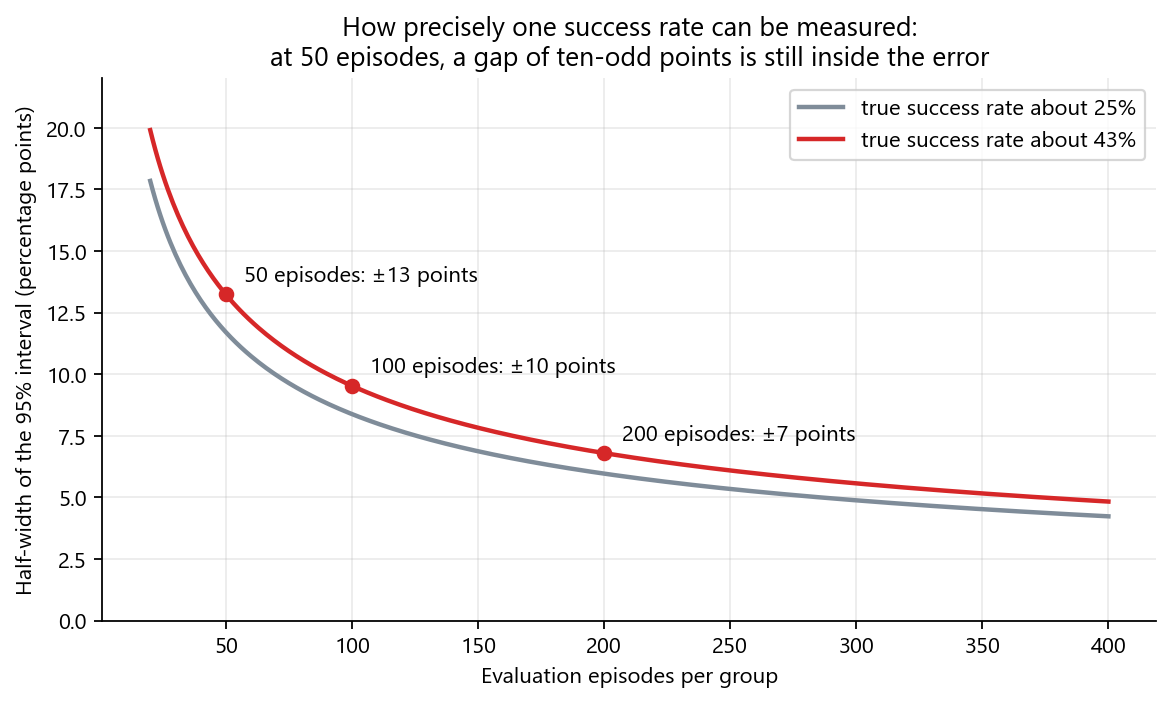 How precisely one success rate can be measured:
at 50 episodes, a gap of ten-odd points is still inside the error
true success rate about 25%
true success rate about 43%
Half-width of the 95% interval (percentage points)
20.0
17.5
15.0
12.5
10.0
7.5
5.0
2.5
0.0
50 episodes: ±13 points
100 episodes: ±10 points
200 episodes: ±7 points
50
100
150
200
250
300
350
400
Evaluation episodes per group